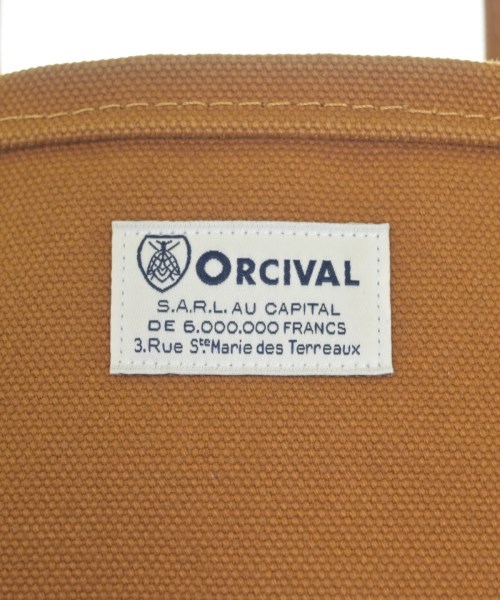 ORCIVAL
S.A.R.L. AU CAPITAL
DE 6.000.000 FRANCS
3.Rue Ste.Marie des Terreaux